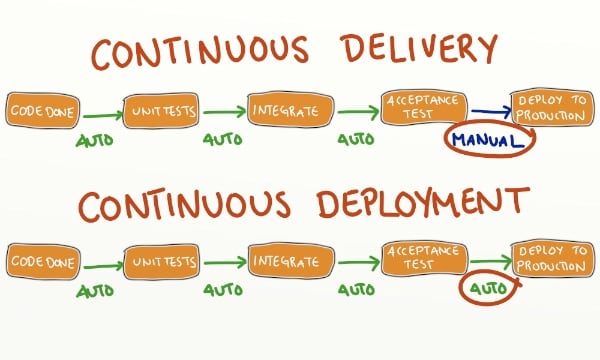 CONTINUOUS DELIVERY
CODE DONE
UNIT TESTS
INTEGRATE
ACCEPTANCE
TEST
DEPLOY TO
PRODUCTION
AUTO
AUTO
AUTO
MANUAL
CONTINUOUS DEPLOYMENT
CODE DONE
UNIT TESTS
INTEGRATE
ACCEPTANCE
TEST
DEPLOY TO
PRODUCTION
AUTO
AUTO
AUTO
AUTO